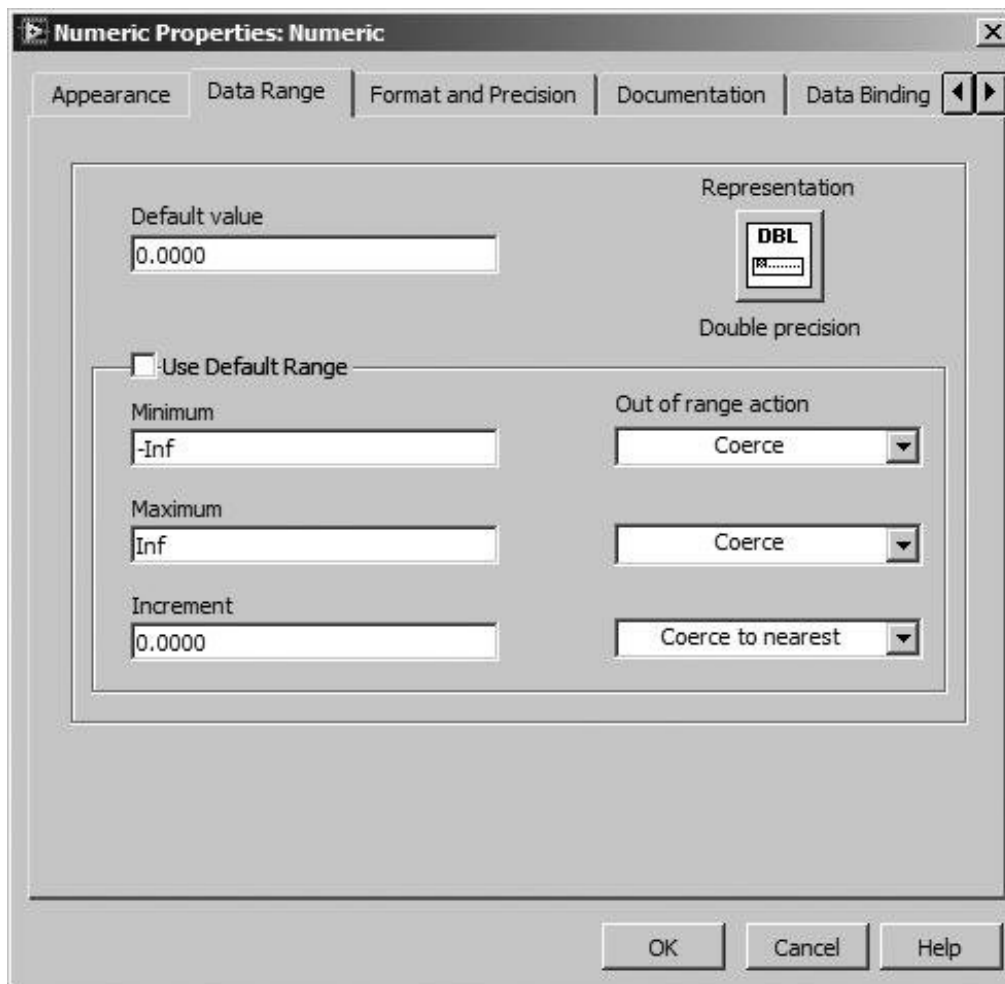 Numeric Properties: Numeric
Appearance
Data Range
Format and Precision
Documentation
Data Binding
Representation
Default value
0.0000
DBL
Double precision
Use Default Range
Minimum
Out of range action
-Inf
Coerce
Maximum
Inf
Coerce
Increment
0.0000
Coerce to nearest
OK
Cancel
Help